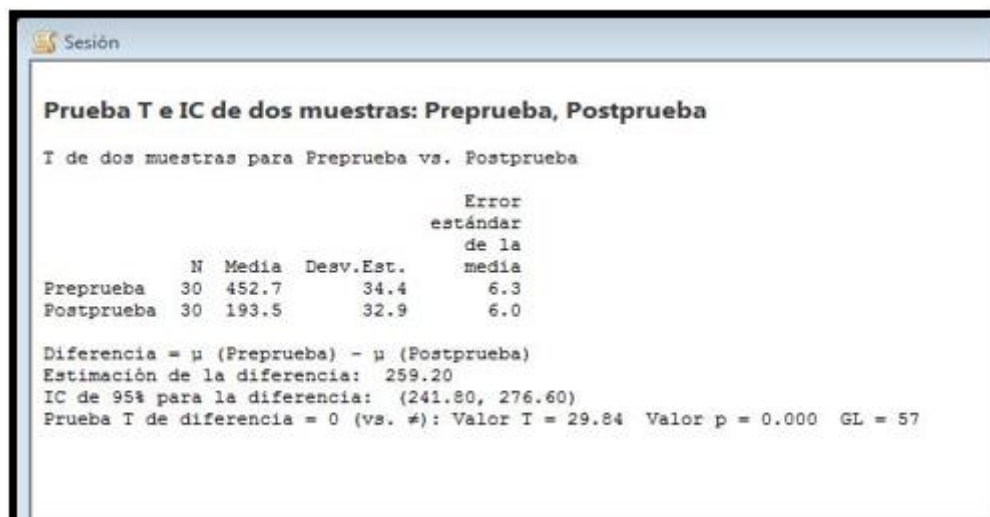 Sesión
Prueba T e IC de dos muestras: Preprueba, Postprueba
T de dos muestras para Preprueba vs. Postprueba
Error
estándar
de la
N Media Desv.Est. media
Preprueba 30 452.7 34.4 6.3
Postprueba 30 193.5 32.9 6.0
Diferencia = μ (Preprueba) - μ (Postprueba)
Estimación de la diferencia: 259.20
IC de 95% para la diferencia: (241.80, 276.60)
Prueba T de diferencia = 0 (vs. ≠): Valor T = 29.84 Valor p = 0.000 GL = 57